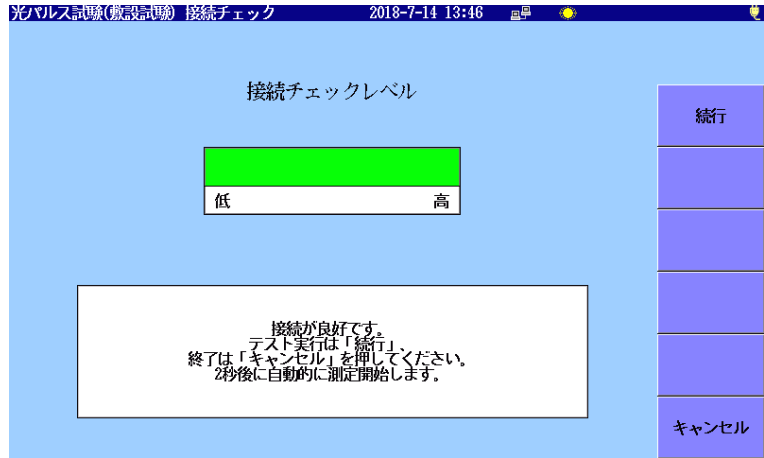 光パルス試験(敷設試験) 接続チェック 2018-7-14 13:46
接続チェックレベル
低 高
接続が良好です。
テスト実行は「続行」、
終了は「キャンセル」を押してください。
2秒後に自動的に測定開始します。
続行
キャンセル